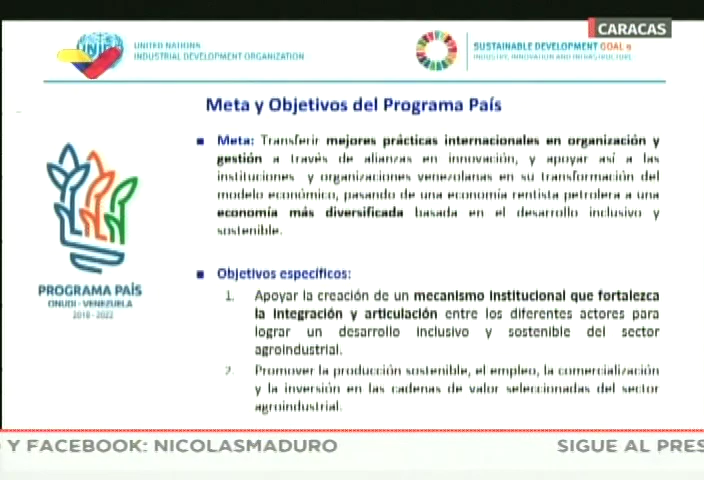 CARACAS
UNIDO
UNITED NATIONS
INDUSTRIAL DEVELOPMENT ORGANIZATION
SUSTAINABLE DEVELOPMENT GOAL 9
INDUSTRY, INNOVATION AND INFRASTRUCTURE
Meta y Objetivos del Programa País
Meta: Transferir mejores prácticas internacionales en organización y
gestión a través de alianzas en innovación, y apoyar así a las
instituciones y organizaciones venezolanas en su transformación del
modelo económico, pasando de una economía rentista petrolera a una
economía más diversificada basada en el desarrollo inclusivo y
sostenible.
PROGRAMA PAÍS
ONUDI - VENEZUELA
2018 - 2022
Objetivos específicos:
1. Apoyar la creación de un mecanismo institucional que fortalezca
la integración y articulación entre los diferentes actores para
lograr un desarrollo inclusivo y sostenible del sector
agroindustrial.
2. Promover la producción sostenible, el empleo, la comercialización
y la inversión en las cadenas de valor seleccionadas del sector
agroindustrial.
Y FACEBOOK: NICOLASMADURO
SIGUE AL PRES